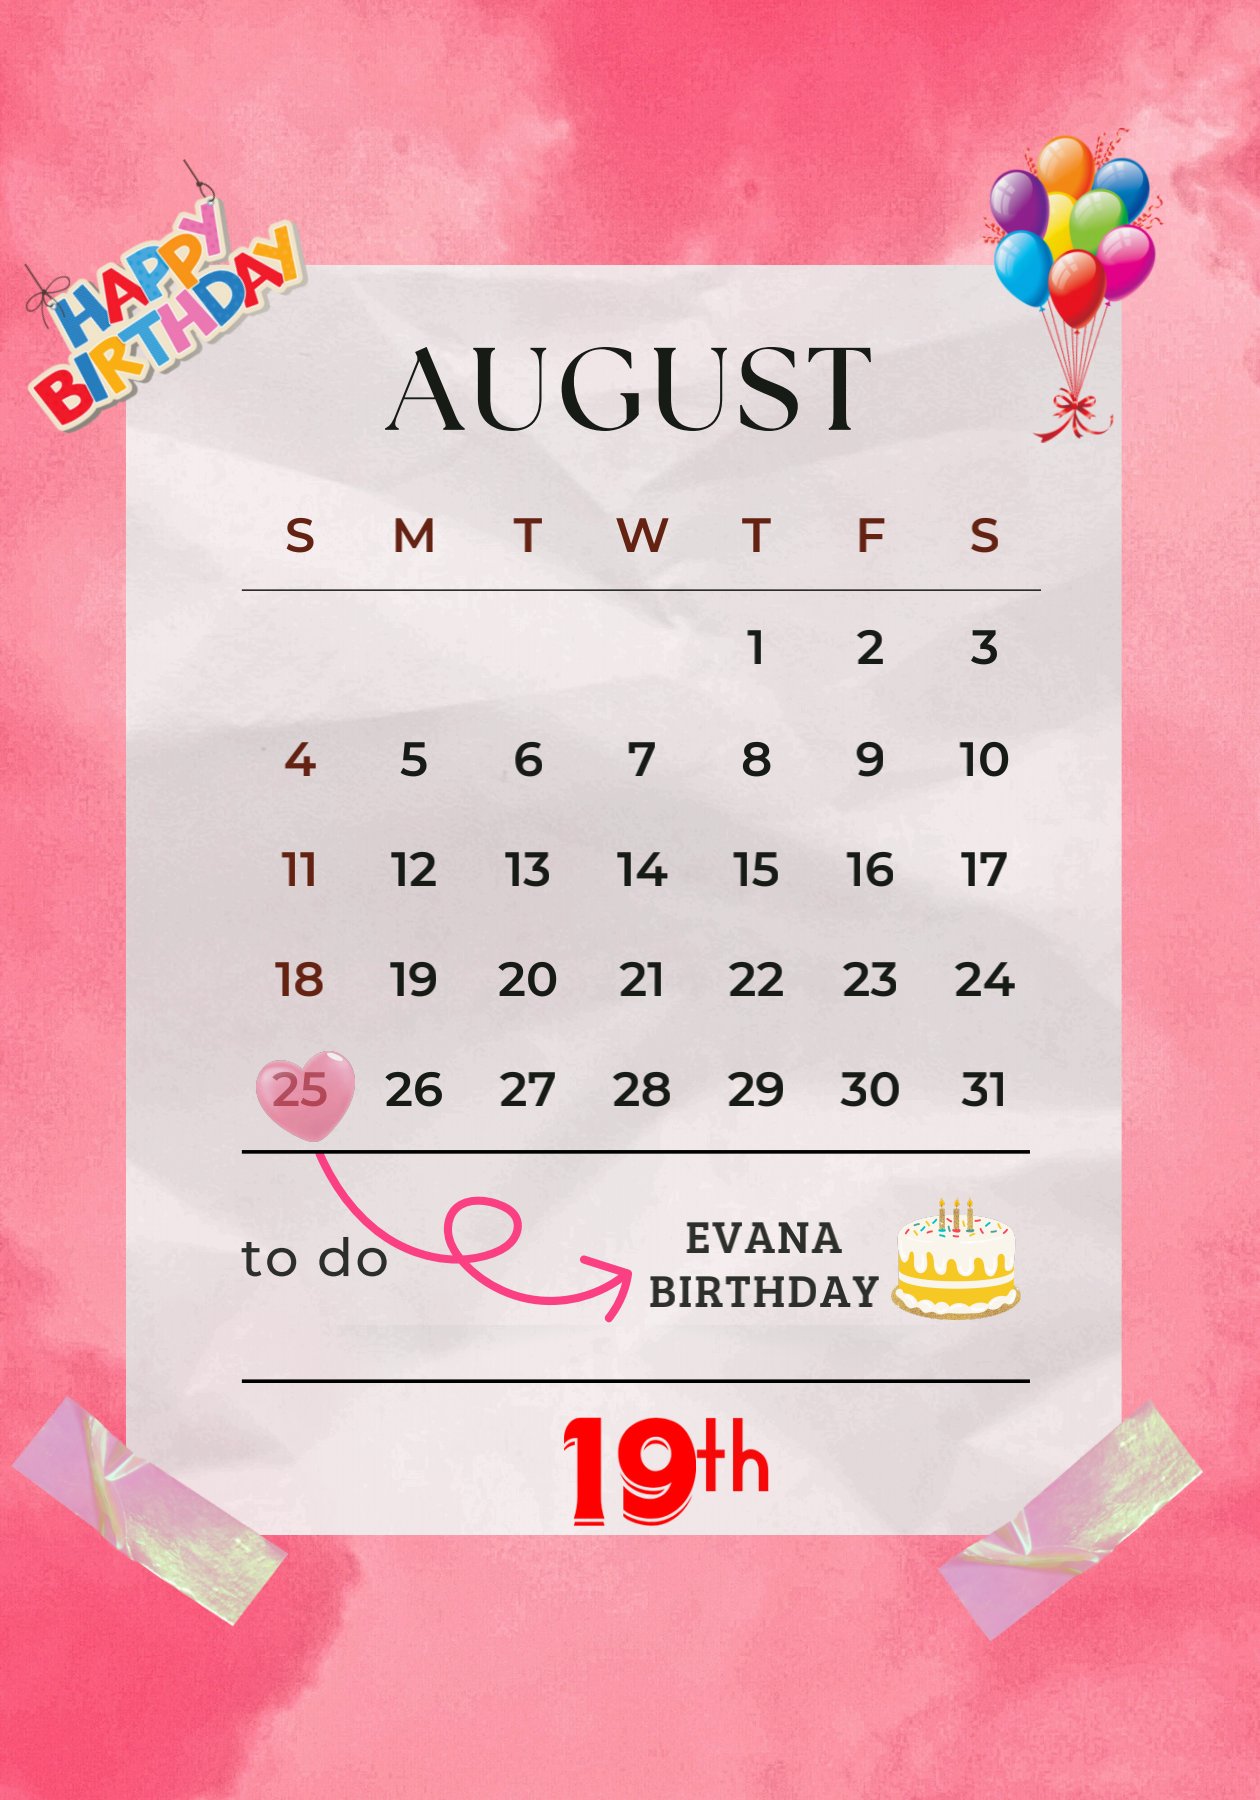 HAPPY
BIRTHDAY
AUGUST
S M T W T F S
1 2 3
4 5 6 7 8 9 10
11 12 13 14 15 16 17
18 19 20 21 22 23 24
25 26 27 28 29 30 31
to do
EVANA
BIRTHDAY
19th